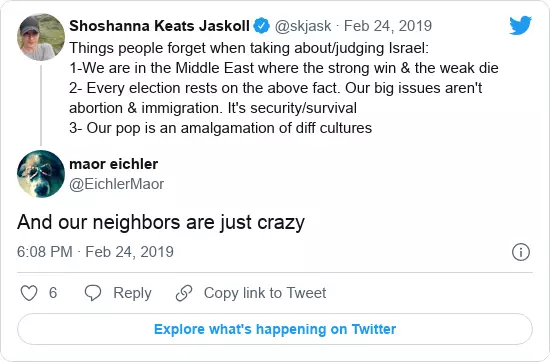 Shoshanna Keats Jaskoll @skjask · Feb 24, 2019
Things people forget when taking about/judging Israel:
1-We are in the Middle East where the strong win & the weak die
2- Every election rests on the above fact. Our big issues aren't
abortion & immigration. It's security/survival
3- Our pop is an amalgamation of diff cultures
maor eichler
@EichlerMaor
And our neighbors are just crazy
6:08 PM · Feb 24, 2019
6 Reply Copy link to Tweet
Explore what's happening on Twitter